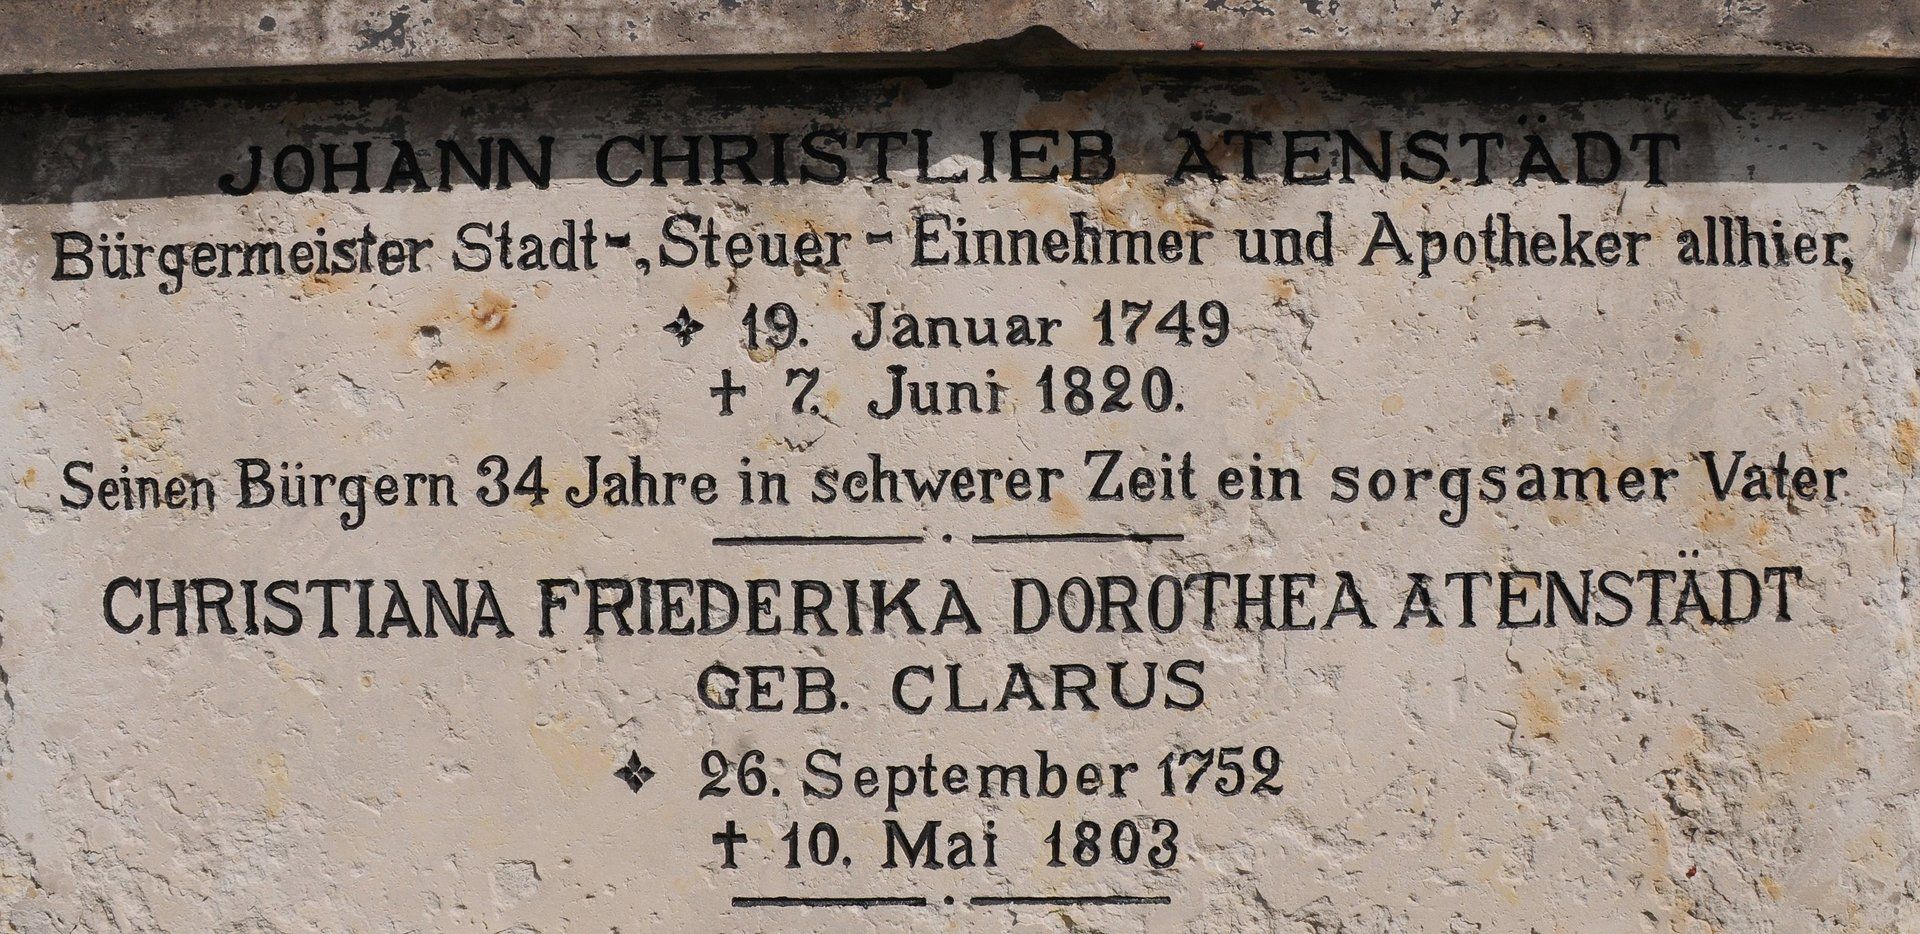 JOHANN CHRISTLIEB ATENSTÄDT
Bürgermeister Stadt-, Steuer-Einnehmer und Apotheker allhier,
19. Januar 1749
† 7. Juni 1820.
Seinen Bürgern 34 Jahre in schwerer Zeit ein sorgsamer Vater
CHRISTIANA FRIEDERIKA DOROTHEA ATENSTÄDT
GEB. CLARUS
26. September 1752
† 10. Mai 1803